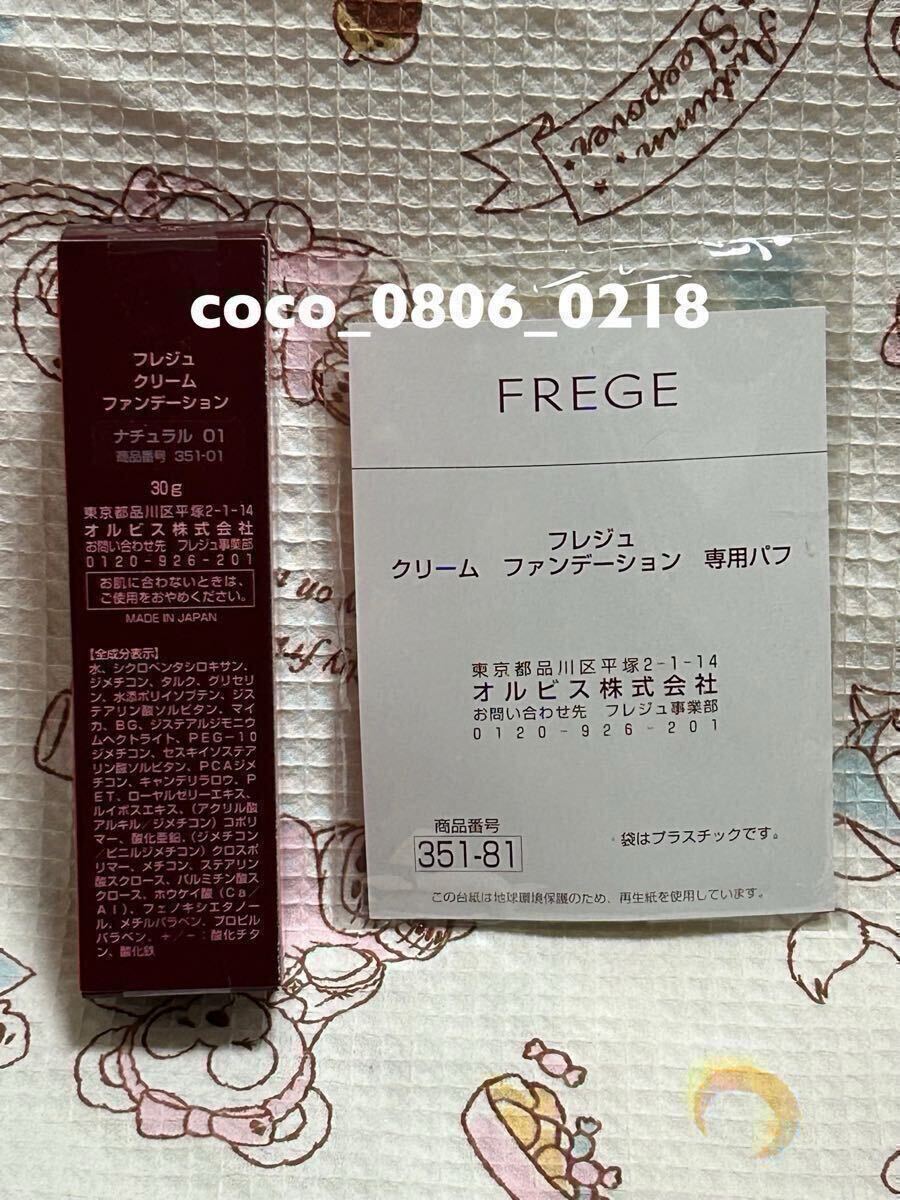 Autumn
Sleepover
coco_0806_0218
フレジュ
クリーム
ファンデーション
ナチュラル 01
商品番号 351-01
30g
東京都品川区平塚2-1-14
オルビス株式会社
お問い合わせ先 フレジュ事業部
0120-926-201
お肌に合わないときは、
ご使用をおやめください。
MADE IN JAPAN
【全成分表示】
水、シクロペンタシロキサン、
ジメチコン、タルク、グリセリ
ン、水添ポリイソブテン、ジス
テアリン酸ソルビタン、マイ
カ、BG、ジステアルジモニウ
ムヘクトライト、PEG-10
ジメチコン、セスキイソステア
リン酸ソルビタン、PCAジメ
チコン、キャンデリラロウ、P
ET、ローヤルゼリーエキス、
ルイボスエキス、(アクリル酸
アルキル/ジメチコン)コポリ
マー、酸化亜鉛、(ジメチコン
/ビニルジメチコン)クロスポ
リマー、メチコン、ステアリン
酸スクロース、パルミチン酸ス
クロース、ホウケイ酸(Ca/
Al)、フェノキシエタノー
ル、メチルパラベン、プロピル
パラベン、+/-:酸化チタ
ン、酸化鉄
FREGE
フレジュ
クリーム ファンデーション 専用パフ
東京都品川区平塚2-1-14
オルビス株式会社
お問い合わせ先 フレジュ事業部
0120-926-201
商品番号
351-81
袋はプラスチックです。
この台紙は地球環境保護のため、再生紙を使用しています。